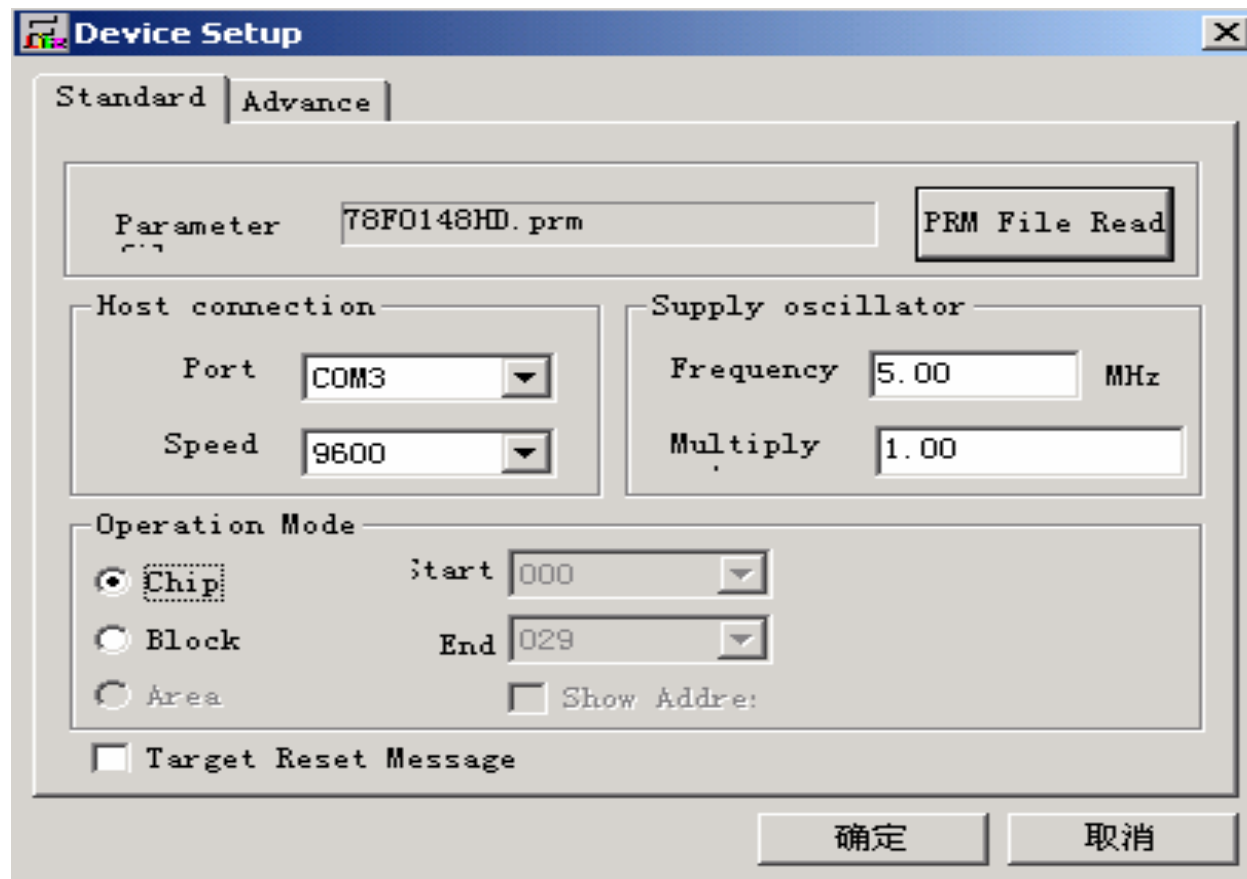 Device Setup
Standard Advance
Parameter 78F0148HD.prm PRM File Read
Host connection
Port COM3
Speed 9600
Supply oscillator
Frequency 5.00 MHz
Multiply 1.00
Operation Mode
Chip Start 000
Block End 029
Area Show Addre:
Target Reset Message
确定 取消